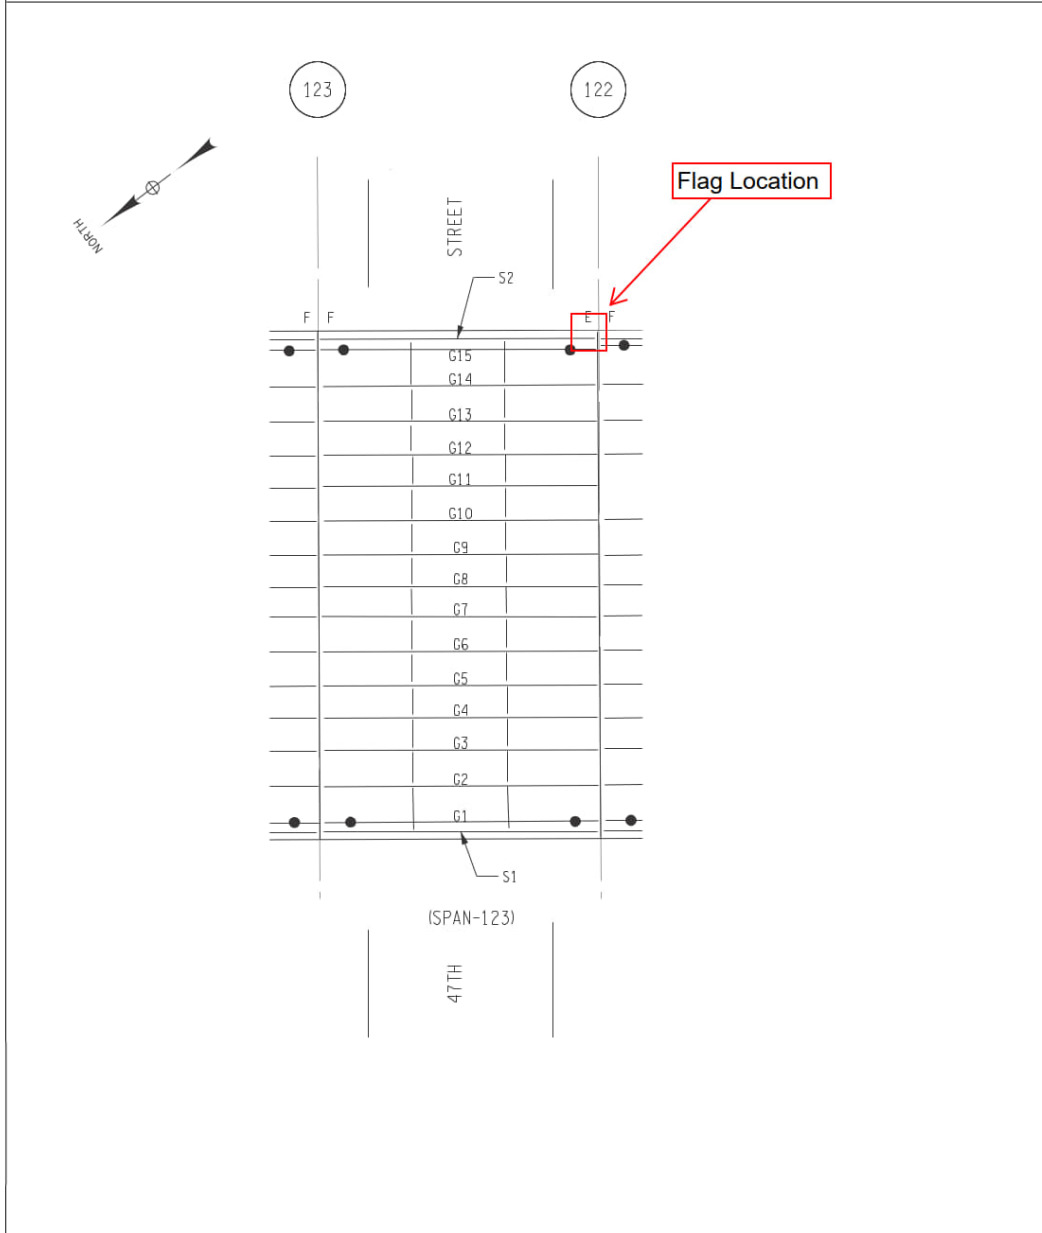 123
122
Flag Location
NORTH
STREET
S2
F F
E F
G15
G14
G13
G12
G11
G10
G9
G8
G7
G6
G5
G4
G3
G2
G1
S1
(SPAN-123)
47TH